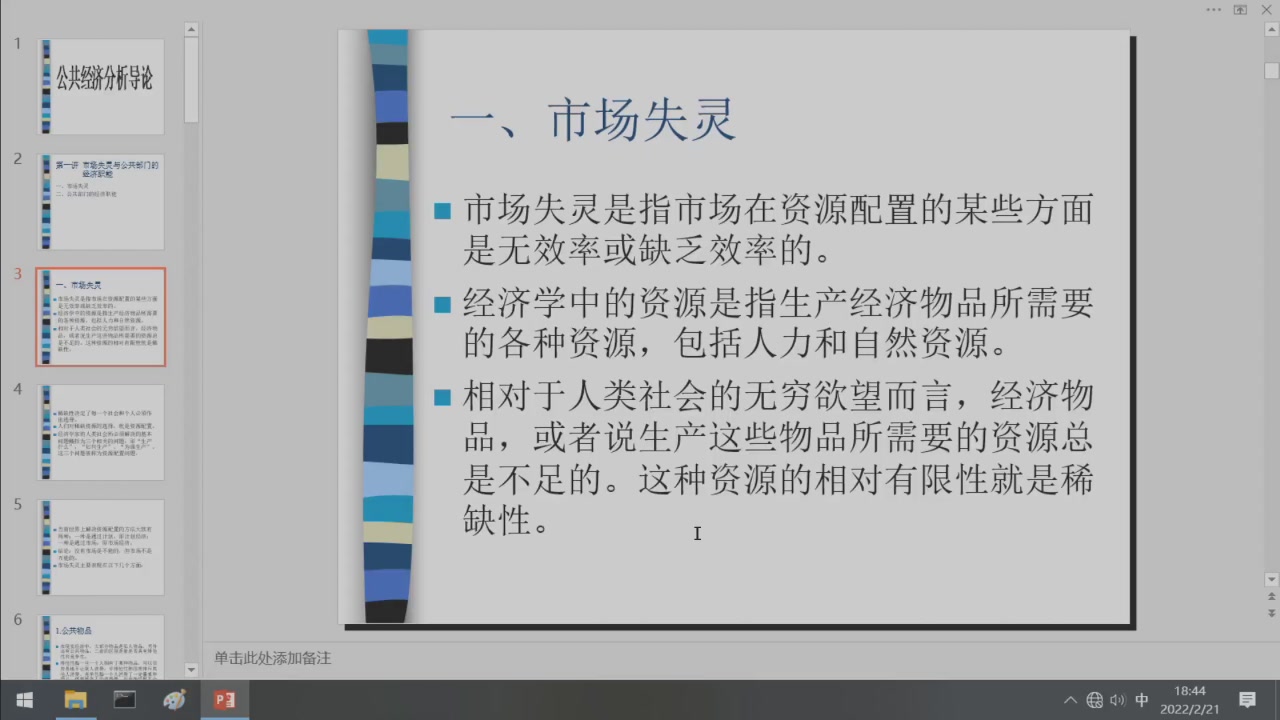 1
公共经济分析导论
2
第一讲 市场失灵与公共部门的
经济职能
一、市场失灵
二、公共部门的经济职能
3
一、市场失灵
4
5
6
1.公共物品
一、市场失灵
市场失灵是指市场在资源配置的某些方面
是无效率或缺乏效率的。
经济学中的资源是指生产经济物品所需要
的各种资源，包括人力和自然资源。
相对于人类社会的无穷欲望而言，经济物
品，或者说生产这些物品所需要的资源总
是不足的。这种资源的相对有限性就是稀
缺性。
单击此处添加备注
中
18:44
2022/2/21